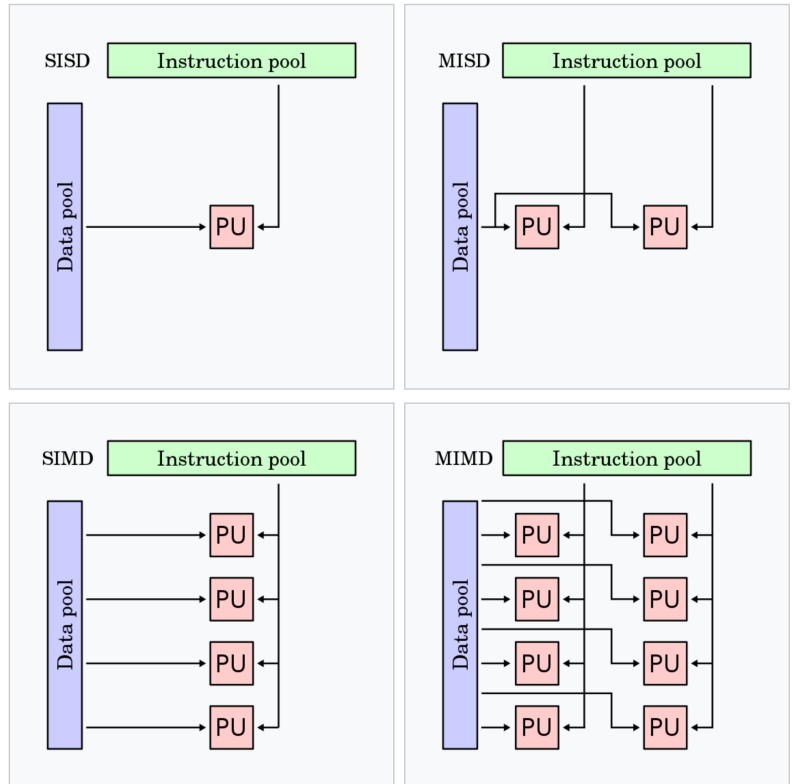 SISD Instruction pool
Data pool
PU
MISD Instruction pool
Data pool
PU PU
SIMD Instruction pool
Data pool
PU
PU
PU
PU
MIMD Instruction pool
Data pool
PU PU
PU PU
PU PU
PU PU